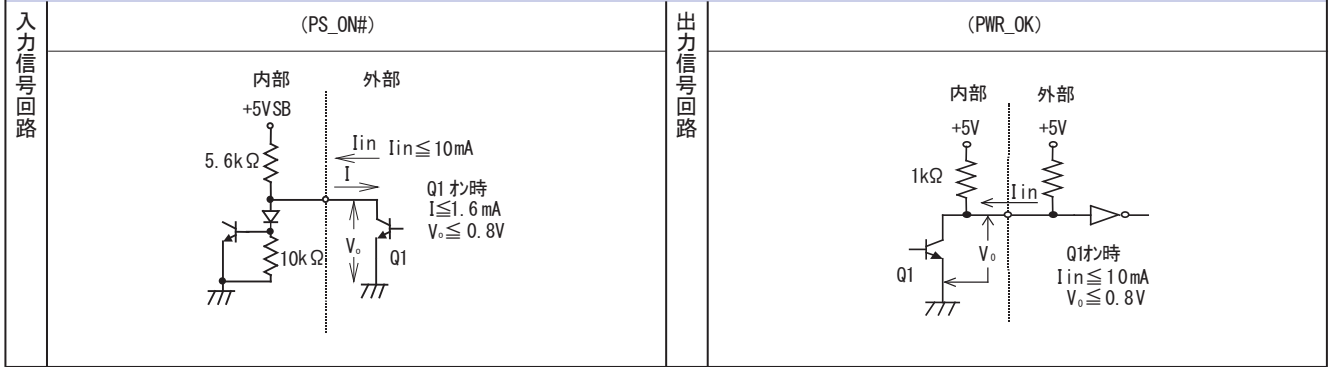 入力信号回路
(PS_ON#)
内部
外部
+5VSB
5.6kΩ
Iin
Iin≦10mA
I
Q1 オン時
I≦1.6mA
V₀≦ 0.8V
V₀
10kΩ
Q1
出力信号回路
(PWR_OK)
内部
外部
+5V
+5V
1kΩ
Iin
V₀
Q1
Q1オン時
Iin≦10mA
V₀≦0.8V